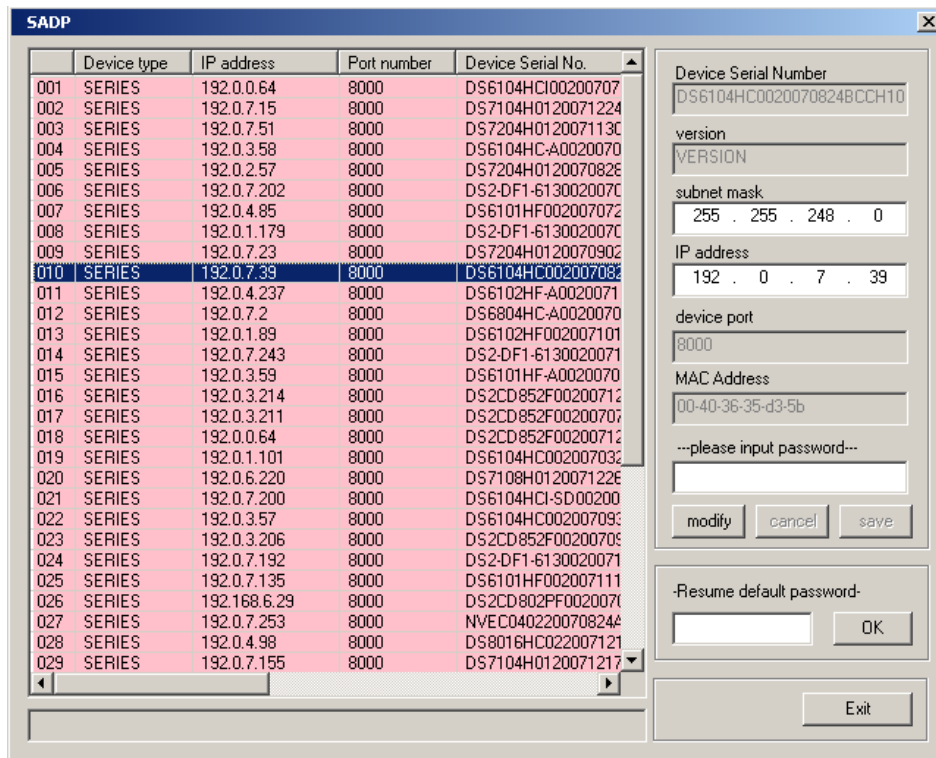 SADP
Device type IP address Port number Device Serial No.
001 SERIES 192.0.0.64 8000 DS6104HCI00200707
002 SERIES 192.0.7.15 8000 DS7104H0120071224
003 SERIES 192.0.7.51 8000 DS7204H012007113C
004 SERIES 192.0.3.58 8000 DS6104HC-A0020070
005 SERIES 192.0.2.57 8000 DS7204H0120070828
006 SERIES 192.0.7.202 8000 DS2-DF1-613002007C
007 SERIES 192.0.4.85 8000 DS6101HF002007072
008 SERIES 192.0.1.179 8000 DS2-DF1-613002007C
009 SERIES 192.0.7.23 8000 DS7204H0120070902
010 SERIES 192.0.7.39 8000 DS6104HC002007082
011 SERIES 192.0.4.237 8000 DS6102HF-A0020071
012 SERIES 192.0.7.2 8000 DS6804HC-A0020070
013 SERIES 192.0.1.89 8000 DS6102HF002007101
014 SERIES 192.0.7.243 8000 DS2-DF1-6130020071
015 SERIES 192.0.3.59 8000 DS6101HF-A0020070
016 SERIES 192.0.3.214 8000 DS2CD852F00200712
017 SERIES 192.0.3.211 8000 DS2CD852F00200707
018 SERIES 192.0.0.64 8000 DS2CD852F00200712
019 SERIES 192.0.1.101 8000 DS6104HC002007032
020 SERIES 192.0.6.220 8000 DS7108H0120071226
021 SERIES 192.0.7.200 8000 DS6104HCI-SD00200
022 SERIES 192.0.3.57 8000 DS6104HC002007093
023 SERIES 192.0.3.206 8000 DS2CD852F00200709
024 SERIES 192.0.7.192 8000 DS2-DF1-6130020071
025 SERIES 192.0.7.135 8000 DS6101HF002007111
026 SERIES 192.168.6.29 8000 DS2CD802PF002007(
027 SERIES 192.0.7.253 8000 NVEC040220070824A
028 SERIES 192.0.4.98 8000 DS8016HC022007121
029 SERIES 192.0.7.155 8000 DS7104H0120071217
Device Serial Number
DS6104HC0020070824BCCH10
version
VERSION
subnet mask
255 . 255 . 248 . 0
IP address
192 . 0 . 7 . 39
device port
8000
MAC Address
00-40-36-35-d3-5b
---please input password---
modify cancel save
-Resume default password-
OK
Exit